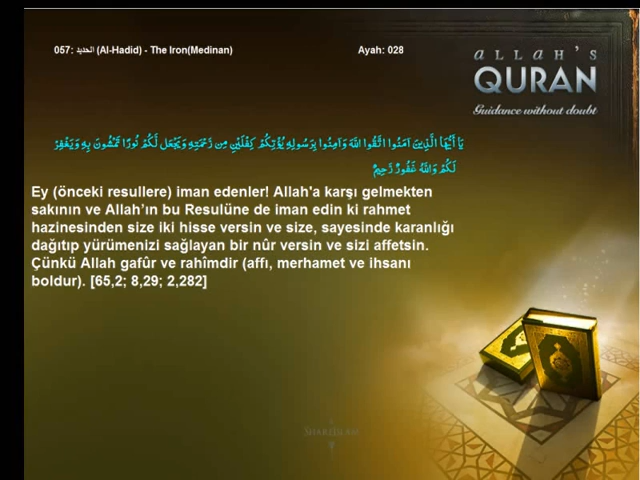 057: الحديد (Al-Hadid) - The Iron(Medinan) Ayah: 028
ALLAH'S
QURAN
Guidance without doubt
يَا أَيُّهَا الَّذِينَ آمَنُوا اتَّقُوا اللَّهَ وَآمِنُوا بِرَسُولِهِ يُؤْتِكُمْ كِفْلَيْنِ مِن رَّحْمَتِهِ وَيَجْعَل لَّكُمْ نُورًا تَمْشُونَ بِهِ وَيَغْفِرْ
لَكُمْ وَاللَّهُ غَفُورٌ رَّحِيمٌ
Ey (önceki resullere) iman edenler! Allah'a karşı gelmekten
sakının ve Allah’ın bu Resulüne de iman edin ki rahmet
hazinesinden size iki hisse versin ve size, sayesinde karanlığı
dağıtıp yürümenizi sağlayan bir nûr versin ve sizi affetsin.
Çünkü Allah gafûr ve rahîmdir (affı, merhamet ve ihsanı
boldur). [65,2; 8,29; 2,282]
SHAREISLAM